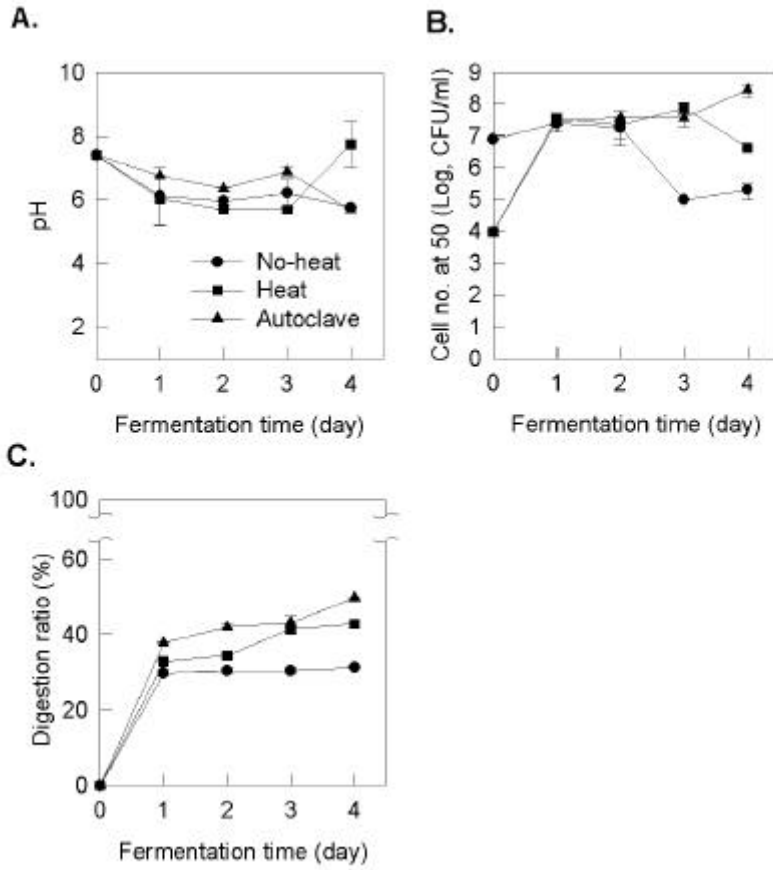 A.
10
8
6
4
2
pH
No-heat
Heat
Autoclave
0 1 2 3 4
Fermentation time (day)
B.
9
8
7
6
5
4
3
2
1
0
Cell no. at 50 (Log, CFU/ml)
0 1 2 3 4
Fermentation time (day)
C.
100
60
40
20
0
Digestion ratio (%)
0 1 2 3 4
Fermentation time (day)